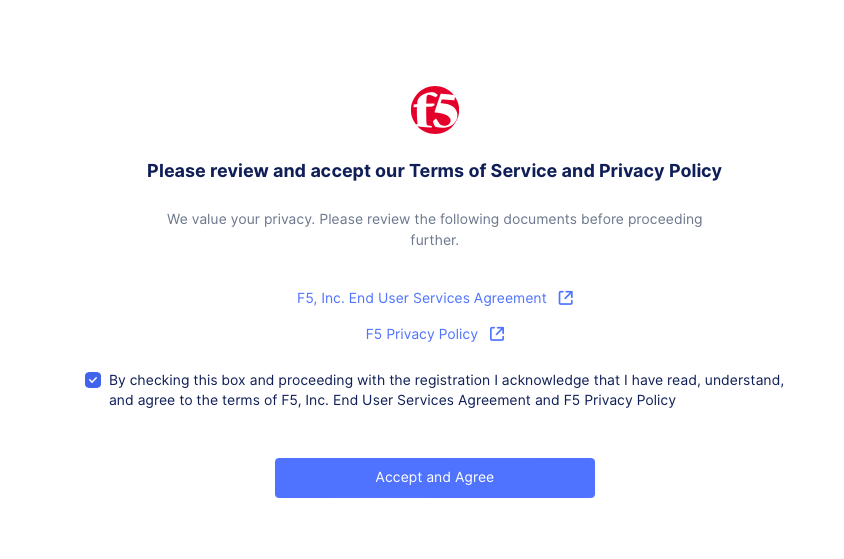 f5
Please review and accept our Terms of Service and Privacy Policy
We value your privacy. Please review the following documents before proceeding
further.
F5, Inc. End User Services Agreement
F5 Privacy Policy
By checking this box and proceeding with the registration I acknowledge that I have read, understand,
and agree to the terms of F5, Inc. End User Services Agreement and F5 Privacy Policy
Accept and Agree